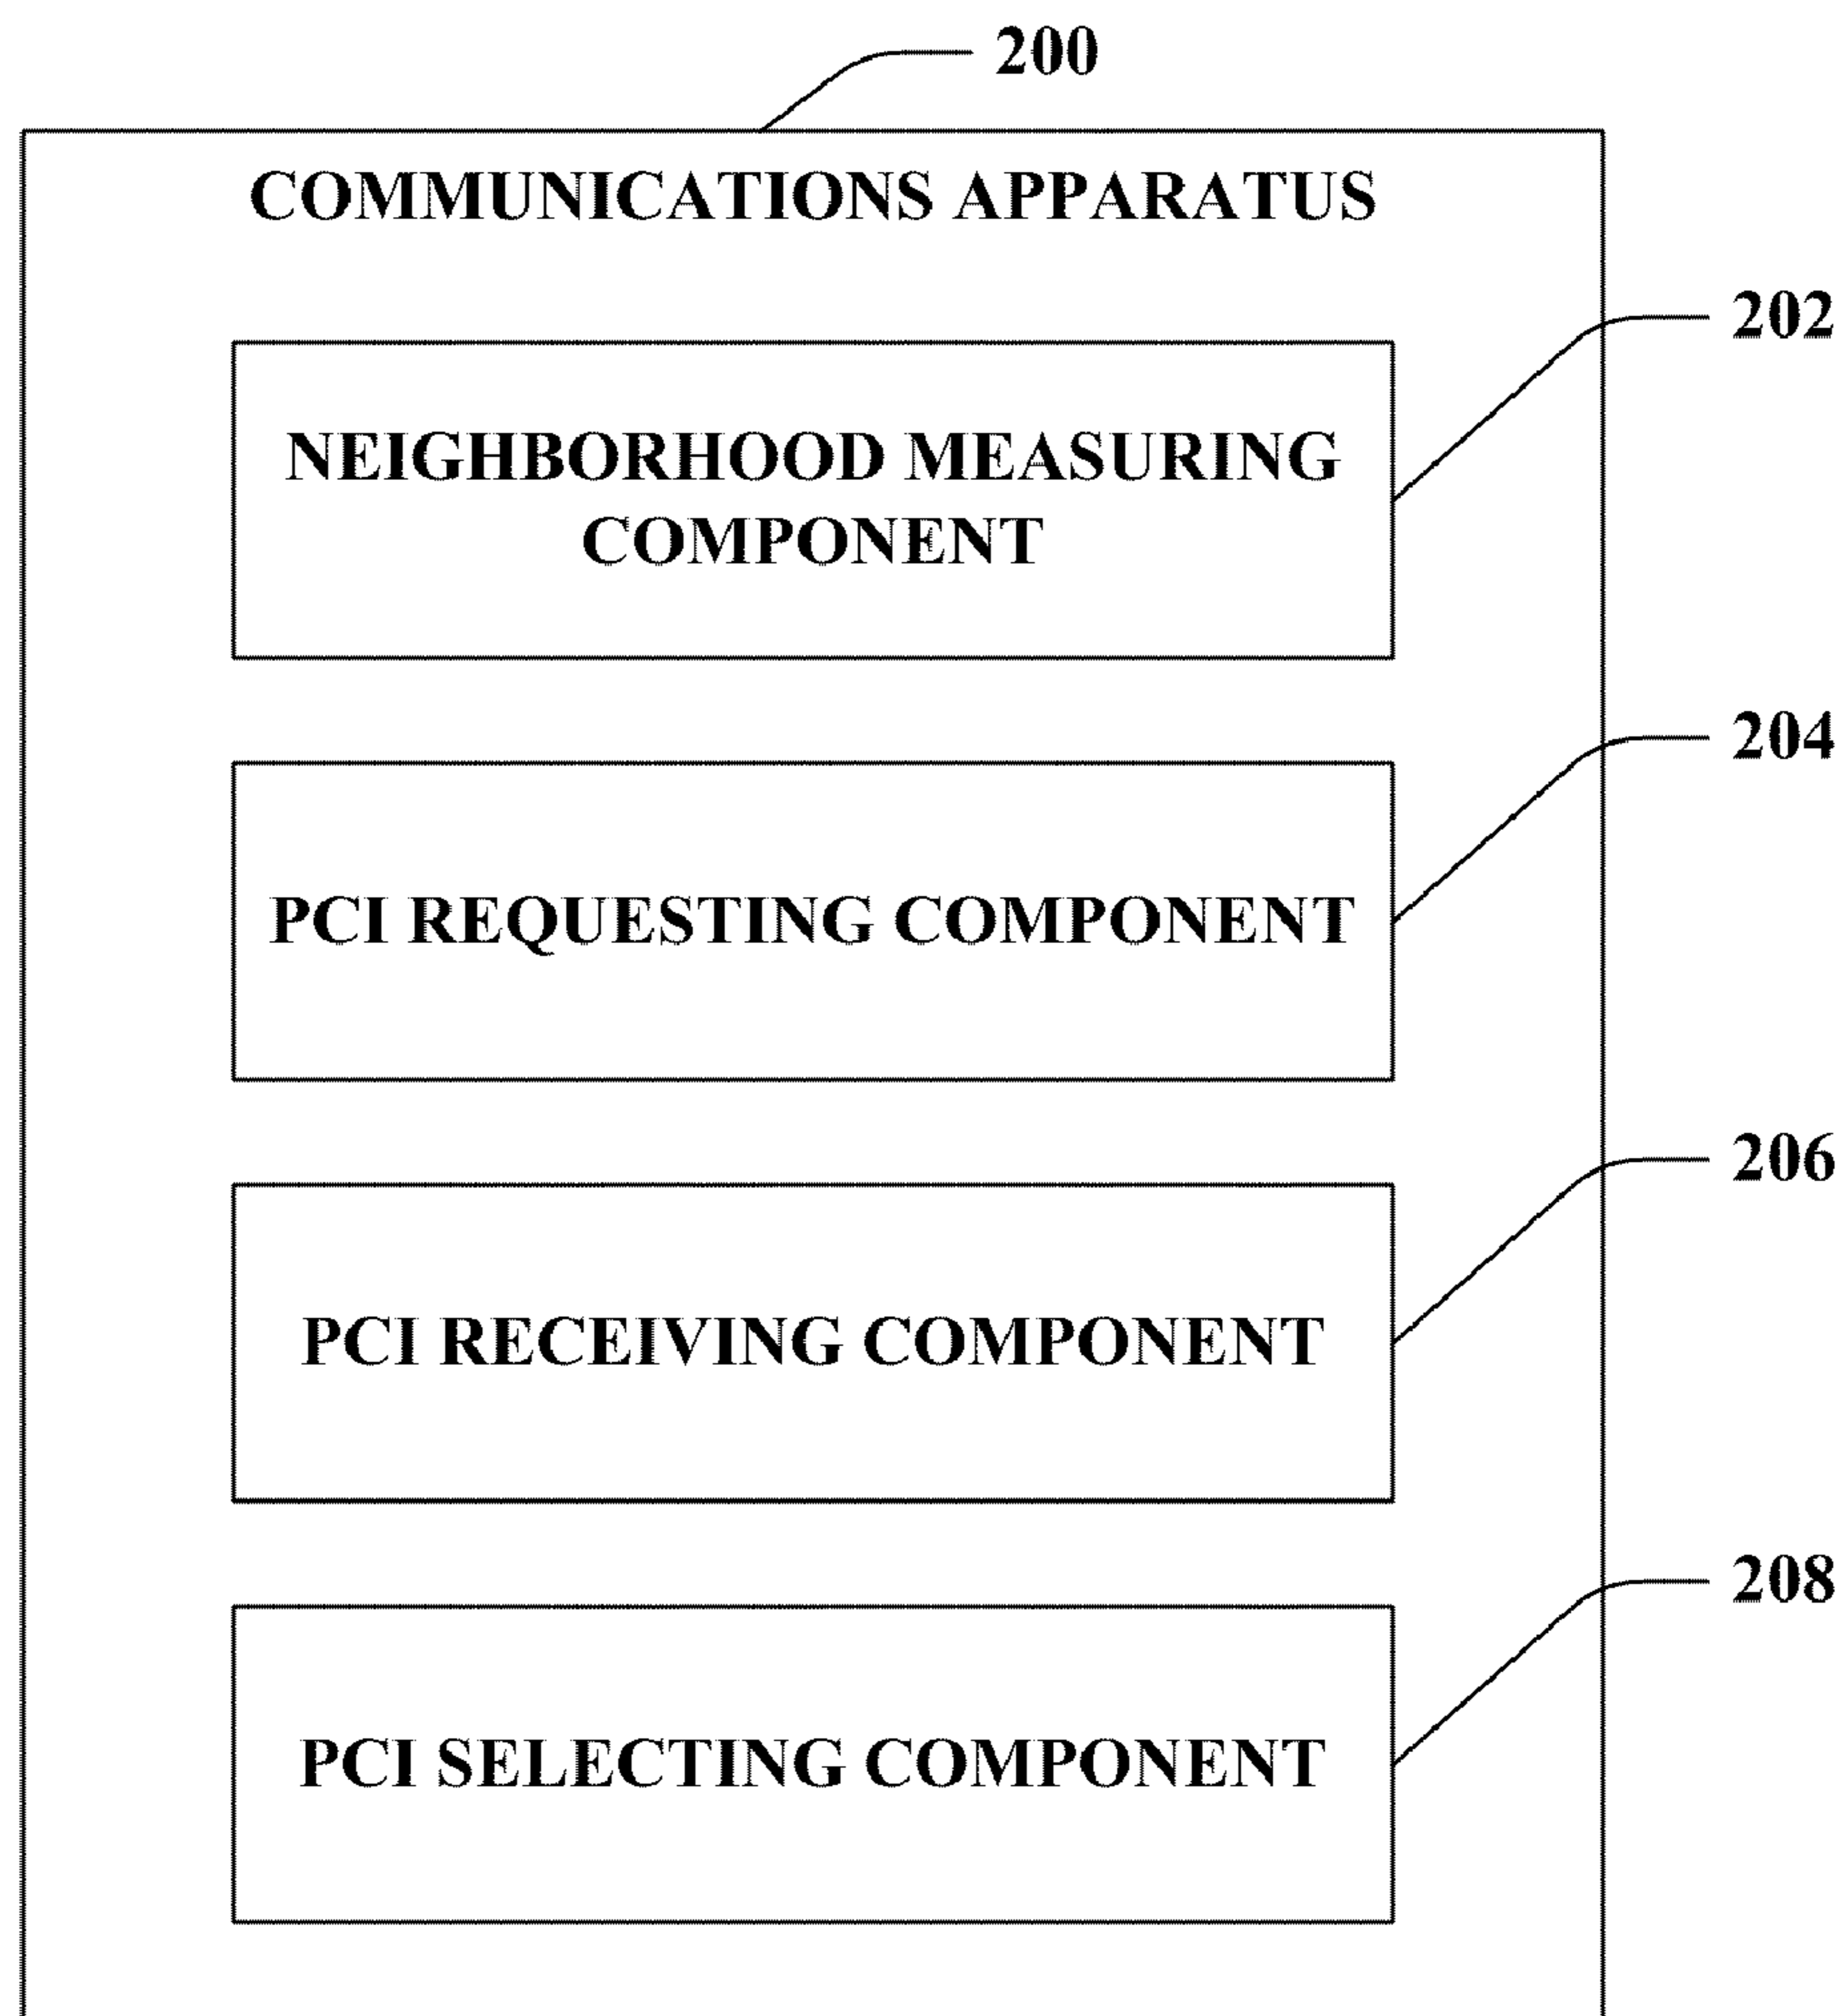 200
COMMUNICATIONS APPARATUS
202
NEIGHBORHOOD MEASURING
COMPONENT
204
PCI REQUESTING COMPONENT
206
PCI RECEIVING COMPONENT
208
PCI SELECTING COMPONENT